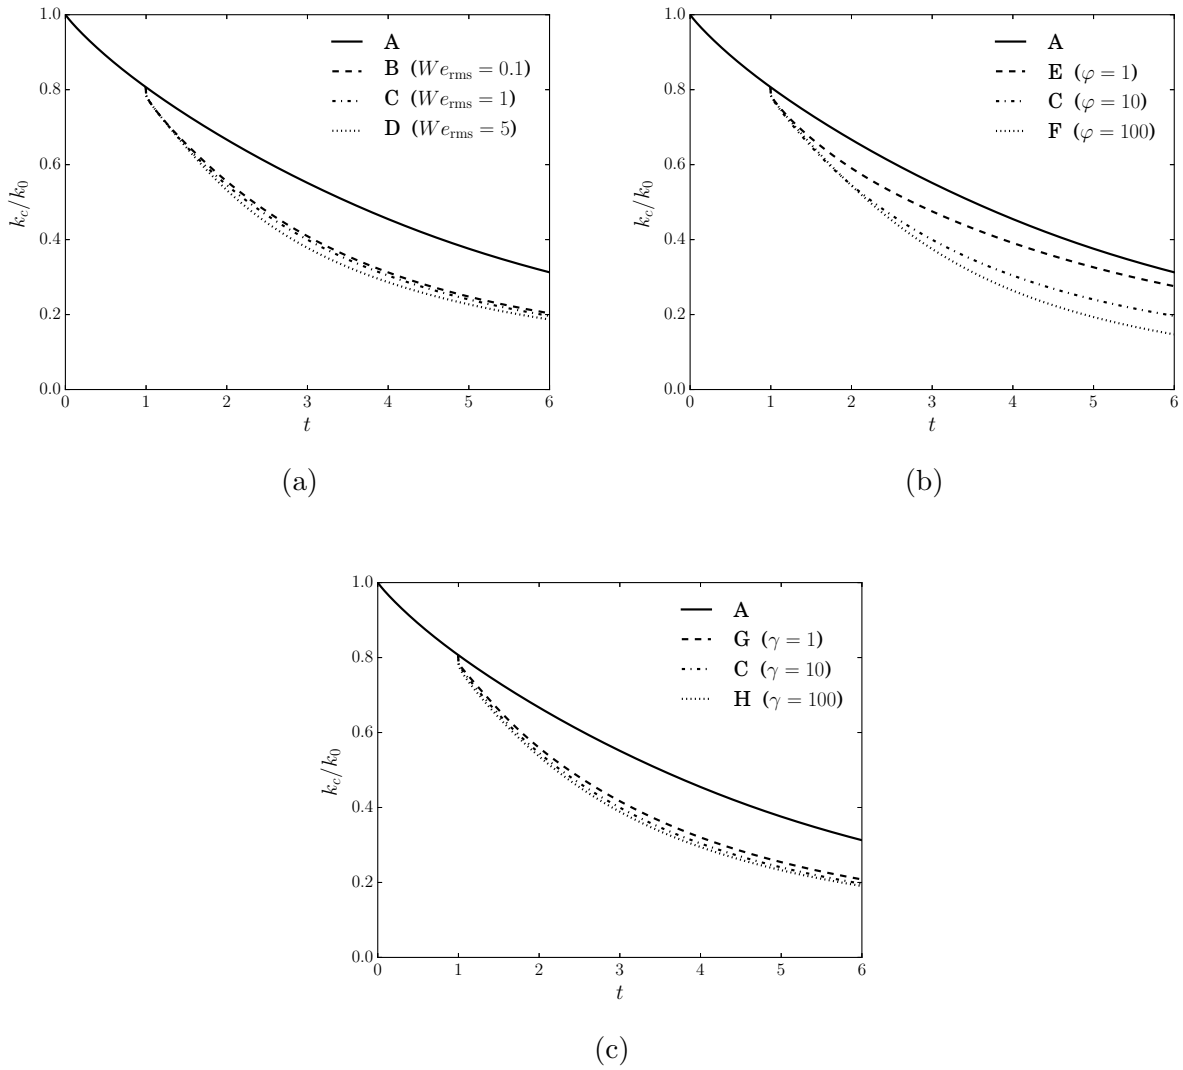 1.0
0.8
0.6
0.4
0.2
0.0
k_c/k_0
0 1 2 3 4 5 6
t
A
B (We_rms = 0.1)
C (We_rms = 1)
D (We_rms = 5)
(a)
1.0
0.8
0.6
0.4
0.2
0.0
k_c/k_0
0 1 2 3 4 5 6
t
A
E (φ = 1)
C (φ = 10)
F (φ = 100)
(b)
1.0
0.8
0.6
0.4
0.2
0.0
k_c/k_0
0 1 2 3 4 5 6
t
A
G (γ = 1)
C (γ = 10)
H (γ = 100)
(c)